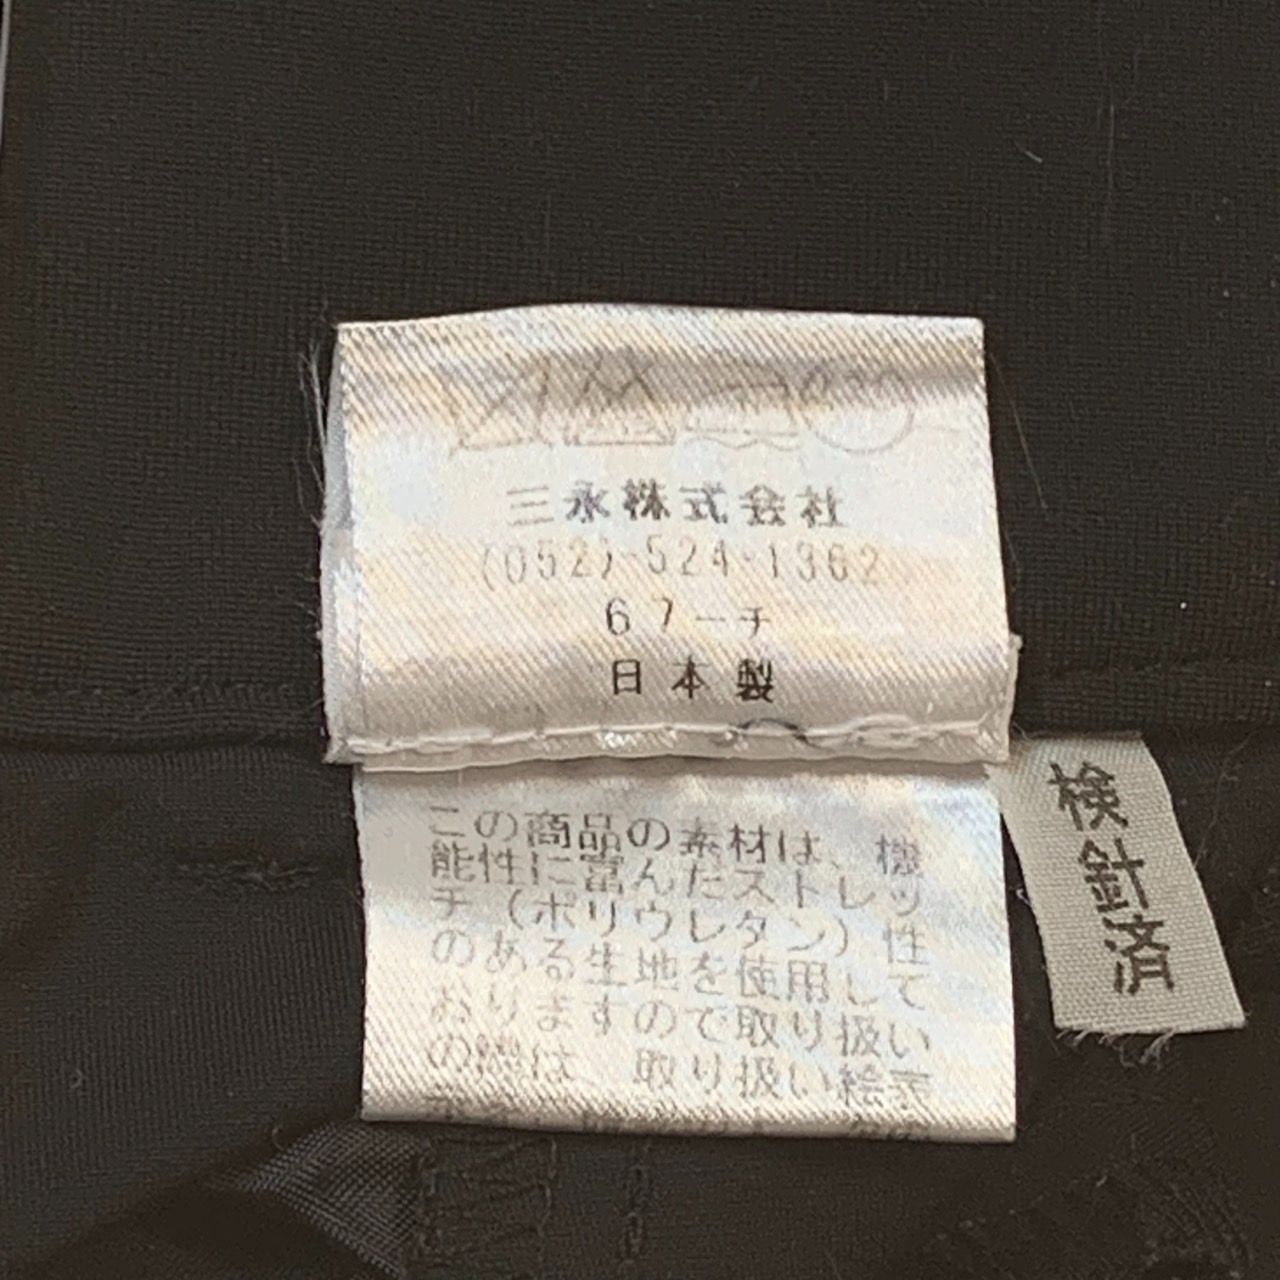 三永株式会社
(052)-524-1362
67ーチ
日本製
この商品の素材は、機
能性に富んだストレッ
チ(ポリウレタン)性
のある生地を使用して
おりますので取り扱い
の際は、取り扱い絵表
検針済